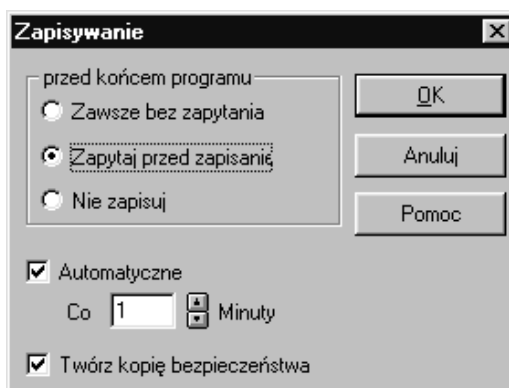 Zapisywanie
przed końcem programu
Zawsze bez zapytania
Zapytaj przed zapisanie
Nie zapisuj
OK
Anuluj
Pomoc
Automatyczne
Co 1 Minuty
Twórz kopię bezpieczeństwa